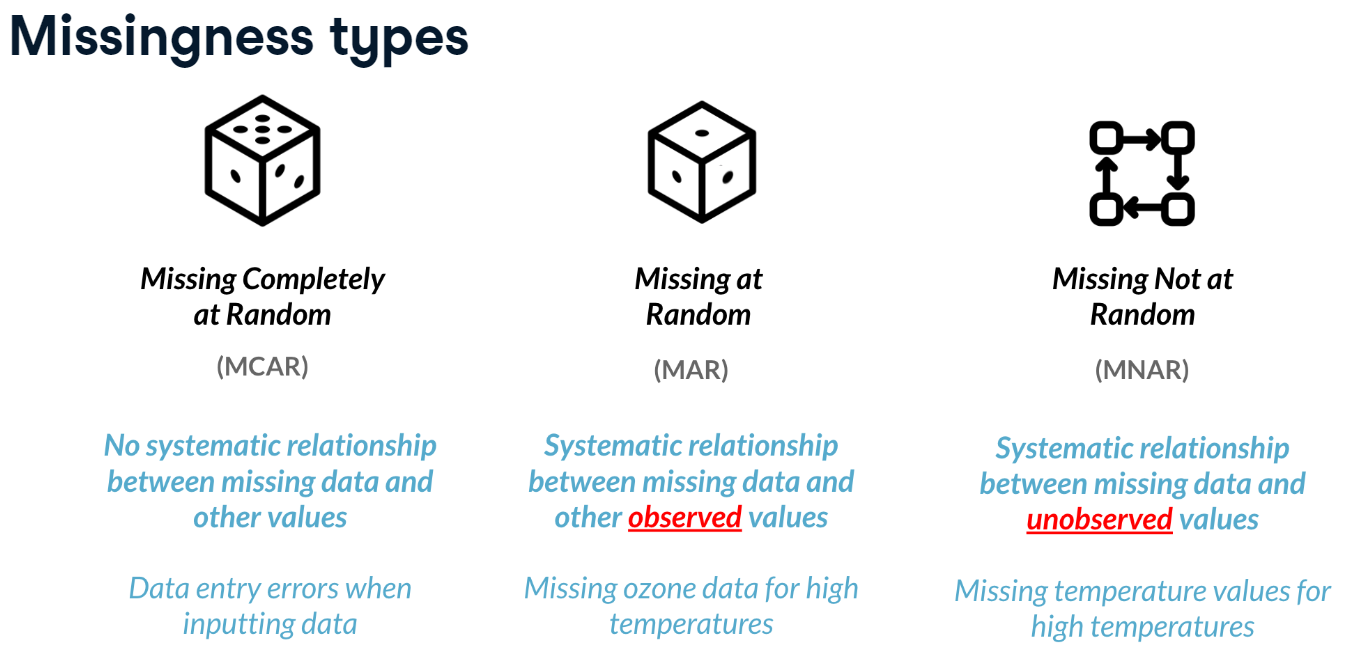 Missingness types
Missing Completely
at Random
(MCAR)
No systematic relationship
between missing data and
other values
Data entry errors when
inputting data
Missing at
Random
(MAR)
Systematic relationship
between missing data and
other observed values
Missing ozone data for high
temperatures
Missing Not at
Random
(MNAR)
Systematic relationship
between missing data and
unobserved values
Missing temperature values for
high temperatures